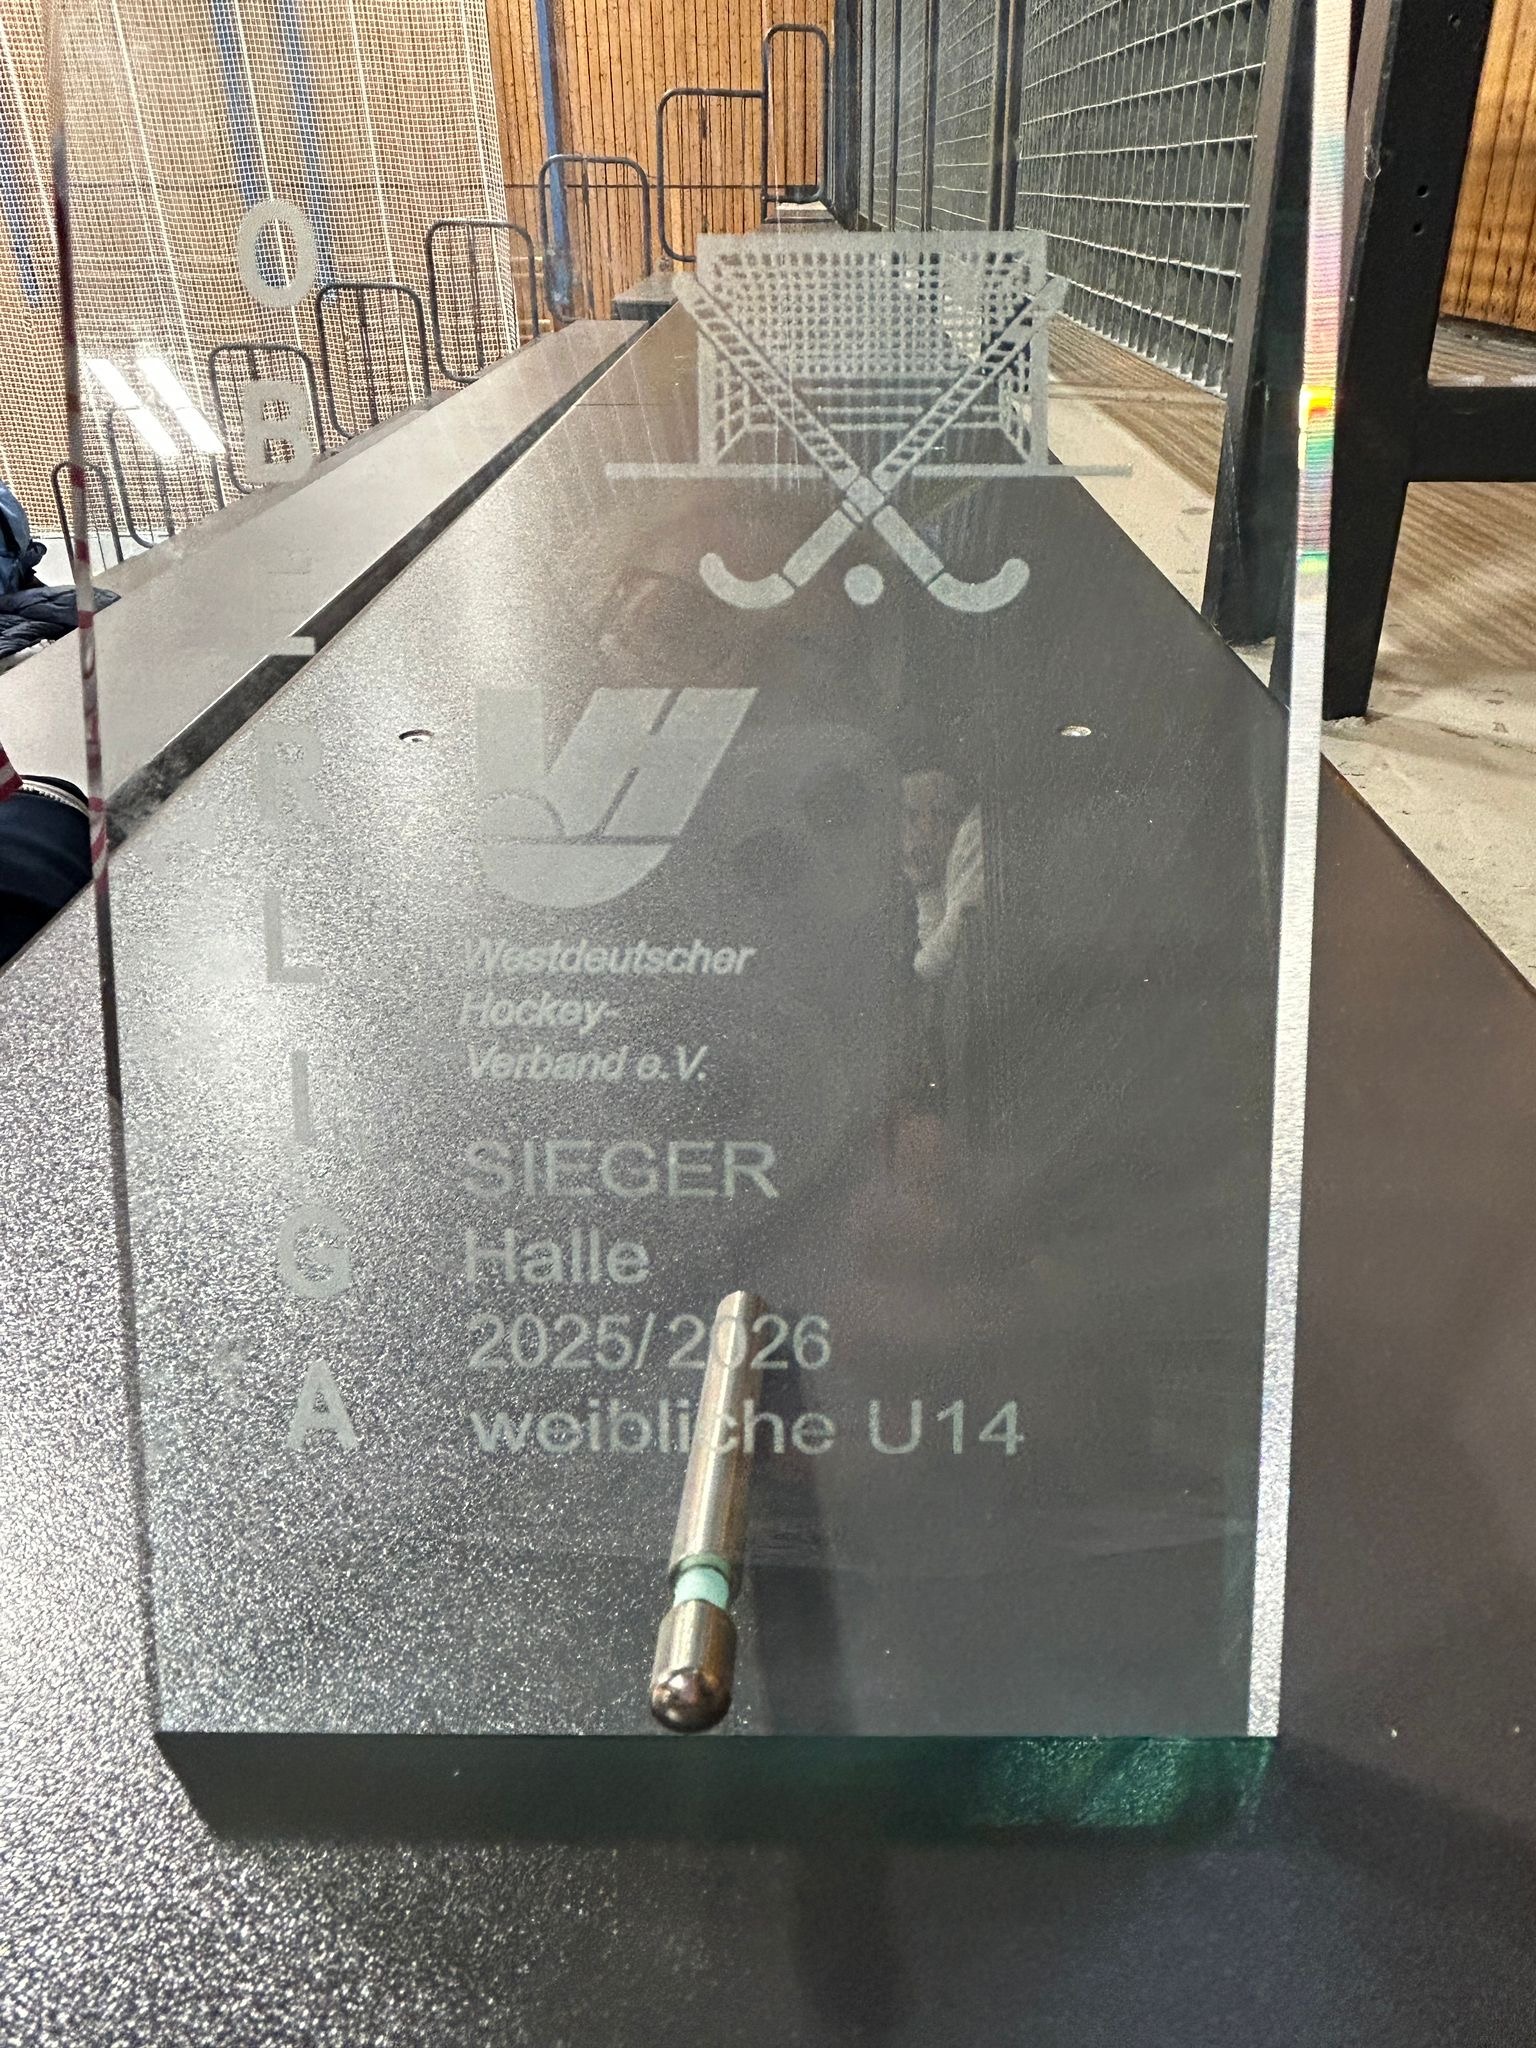 OBERLIGA
Westdeutscher
Hockey-
Verband e.V.
SIEGER
Halle
2025/2026
weibliche U14